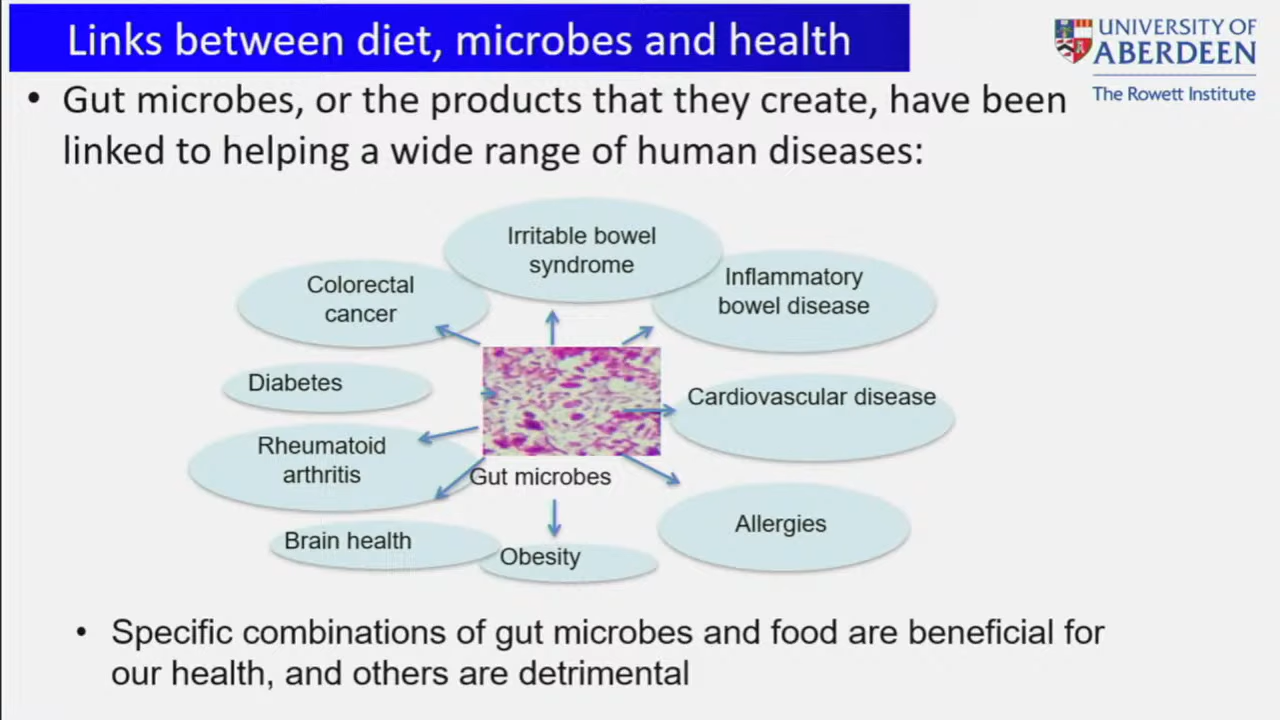 Links between diet, microbes and health
UNIVERSITY OF
ABERDEEN
The Rowett Institute
• Gut microbes, or the products that they create, have been
linked to helping a wide range of human diseases:
Irritable bowel
syndrome
Colorectal
cancer
Inflammatory
bowel disease
Diabetes
Cardiovascular disease
Rheumatoid
arthritis
Gut microbes
Allergies
Brain health
Obesity
• Specific combinations of gut microbes and food are beneficial for
our health, and others are detrimental